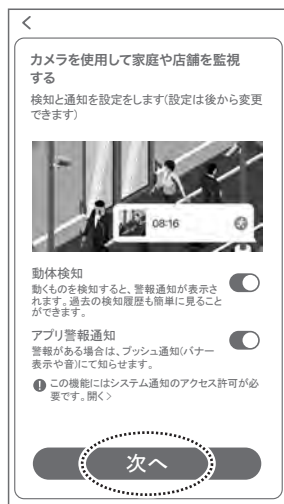 カメラを使用して家庭や店舗を監視
する
検知と通知を設定をします(設定は後から変更
できます)
08:16
動体検知
動くものを検知すると、警報通知が表示さ
れます。過去の検知履歴も簡単に見ること
ができます。
アプリ警報通知
警報がある場合は、プッシュ通知(バナー
表示や音)にて知らせます。
この機能にはシステム通知のアクセス許可が必
要です。開く>
次へ